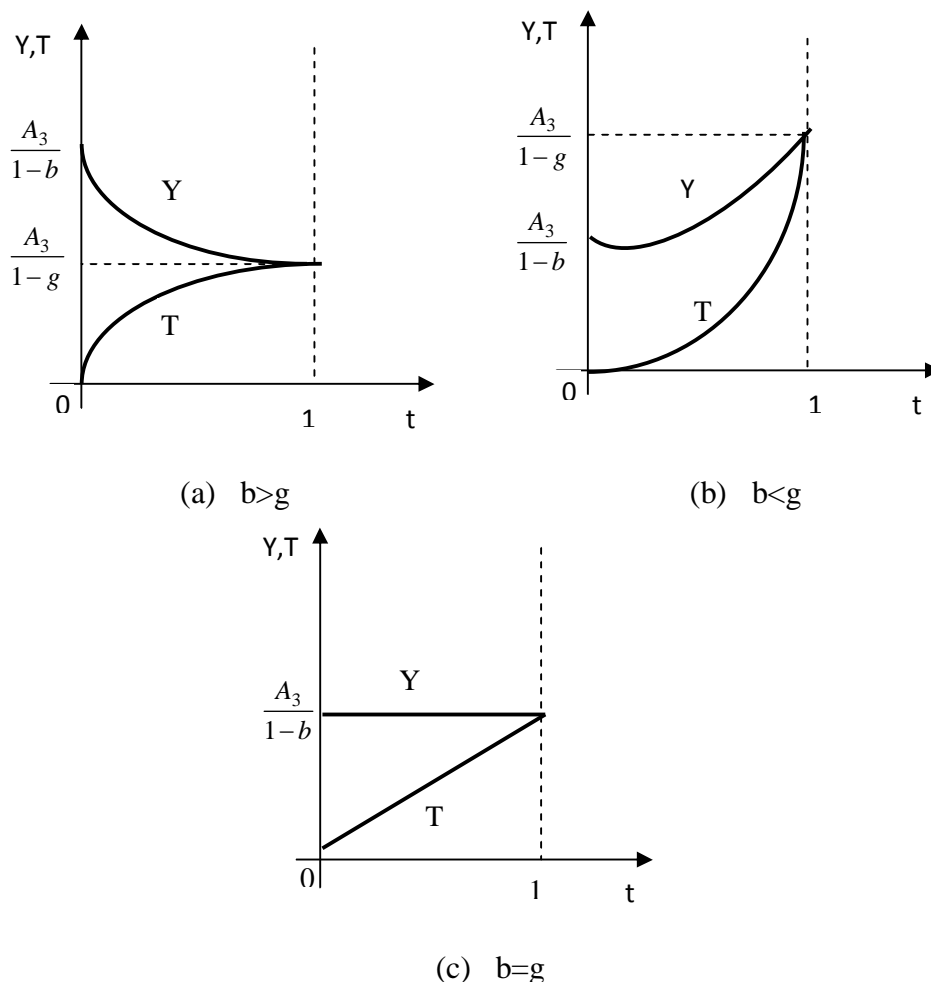 Y,T
A₃/(1−b)
Y
A₃/(1−g)
T
0
1
t
(a) b>g
Y,T
A₃/(1−g)
Y
A₃/(1−b)
T
0
1
t
(b) b<g
Y,T
Y
A₃/(1−b)
T
0
1
t
(c) b=g